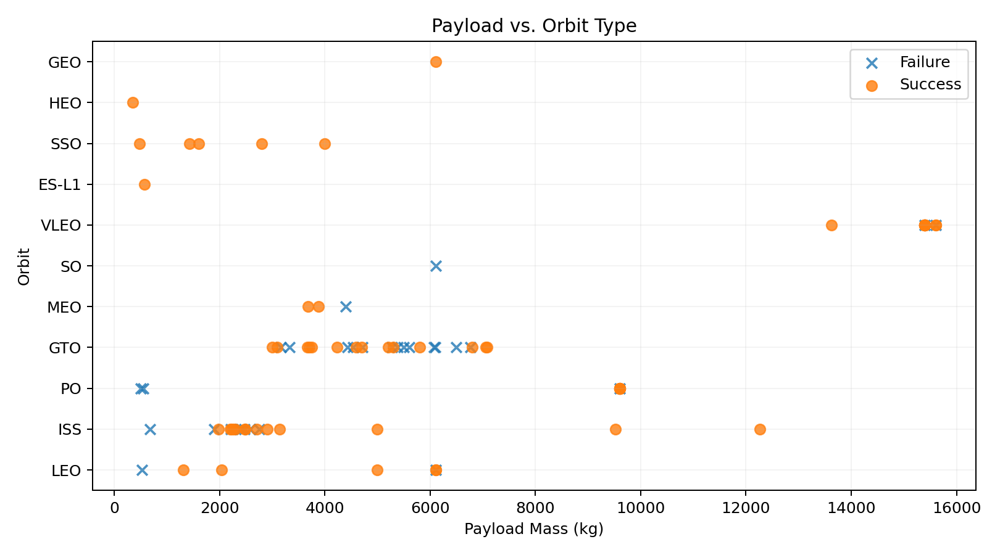 Payload vs. Orbit Type
Failure
Success
Orbit
GEO
HEO
SSO
ES-L1
VLEO
SO
MEO
GTO
PO
ISS
LEO
0 2000 4000 6000 8000 10000 12000 14000 16000
Payload Mass (kg)